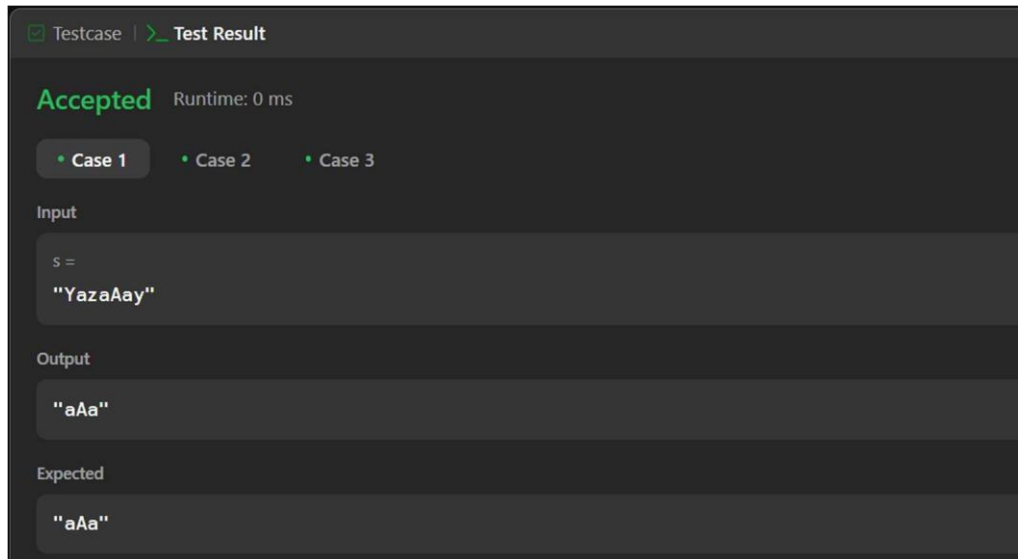 Testcase | >_ Test Result
Accepted Runtime: 0 ms
• Case 1 • Case 2 • Case 3
Input
s =
"YazaAay"
Output
"aAa"
Expected
"aAa"